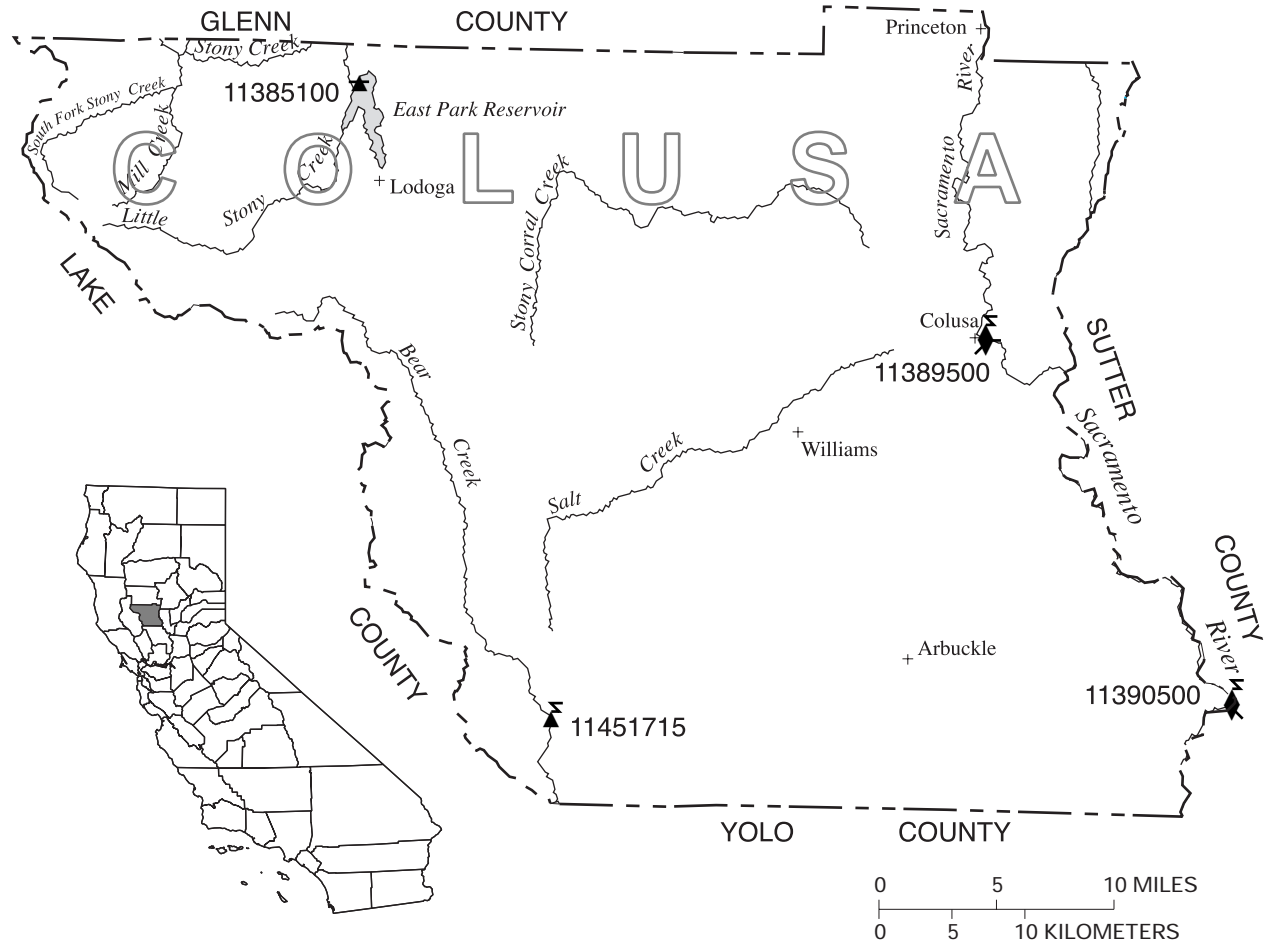 GLENN COUNTY
Princeton
Stony Creek
River
11385100
South Fork Stony Creek
East Park Reservoir
COLUSA
Mill Creek
Creek
Sacramento
Lodoga
Stony
Little
Stony Corral Creek
LAKE
Colusa
SUTTER
Bear
11389500
Sacramento
Creek
Creek
Williams
Salt
COUNTY
COUNTY
River
Arbuckle
11390500
11451715
YOLO COUNTY
0 5 10 MILES
0 5 10 KILOMETERS